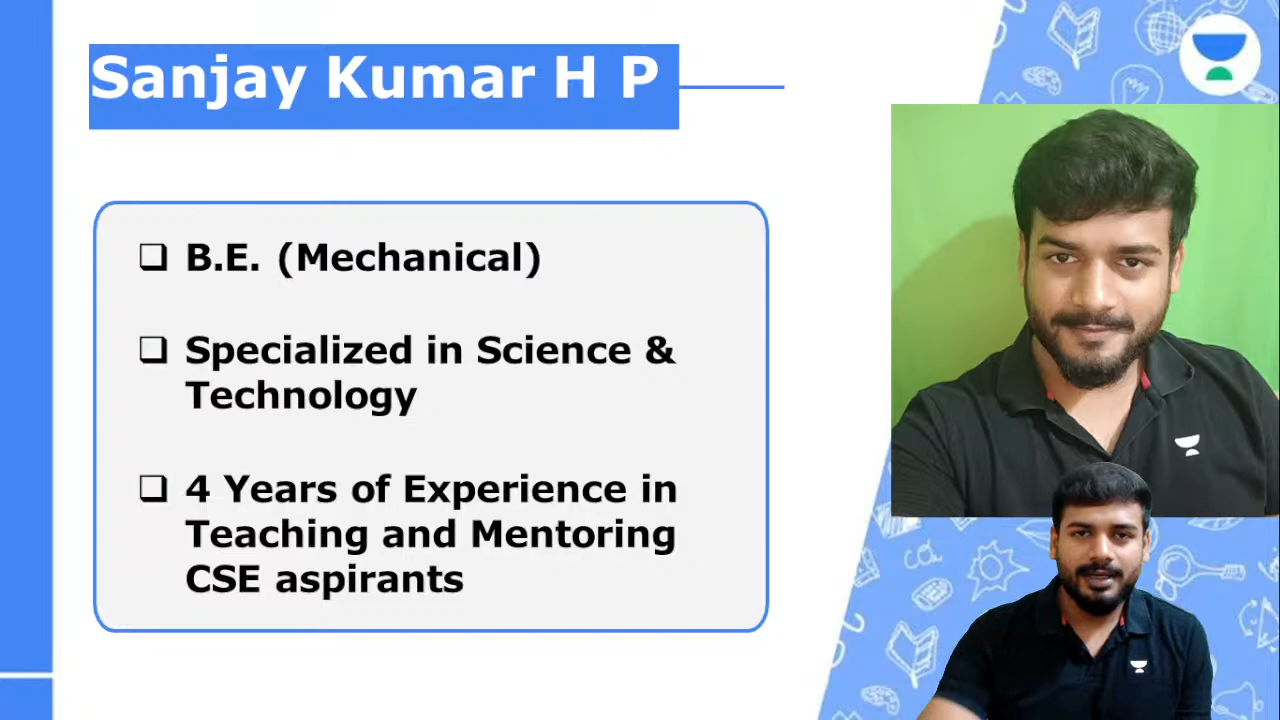 Sanjay Kumar H P
❑ B.E. (Mechanical)
❑ Specialized in Science &
Technology
❑ 4 Years of Experience in
Teaching and Mentoring
CSE aspirants